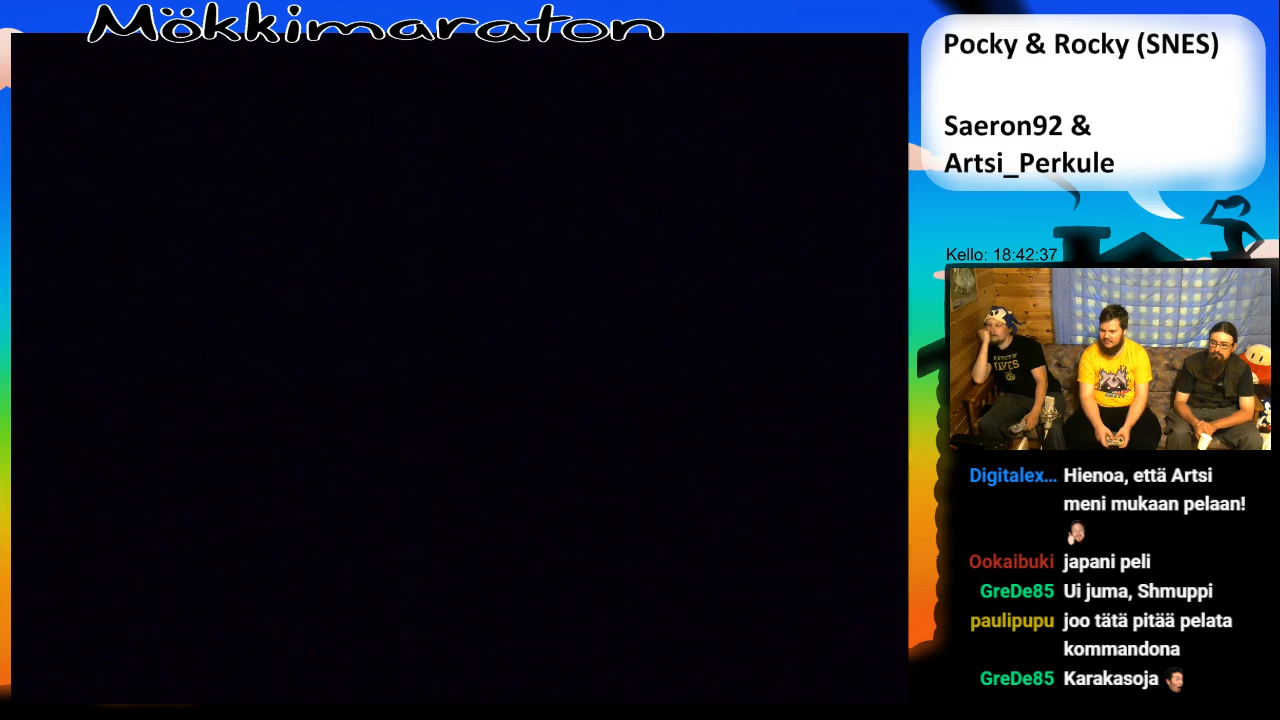 Mökkimaraton
Pocky & Rocky (SNES)
Saeron92 &
Artsi_Perkule
Kello: 18:42:37
Digitalex... Hienoa, että Artsi
meni mukaan pelaan!
Ookaibuki japani peli
GreDe85 Ui juma, Shmuppi
paulipupu joo tätä pitää pelata
kommandona
GreDe85 Karakasoja